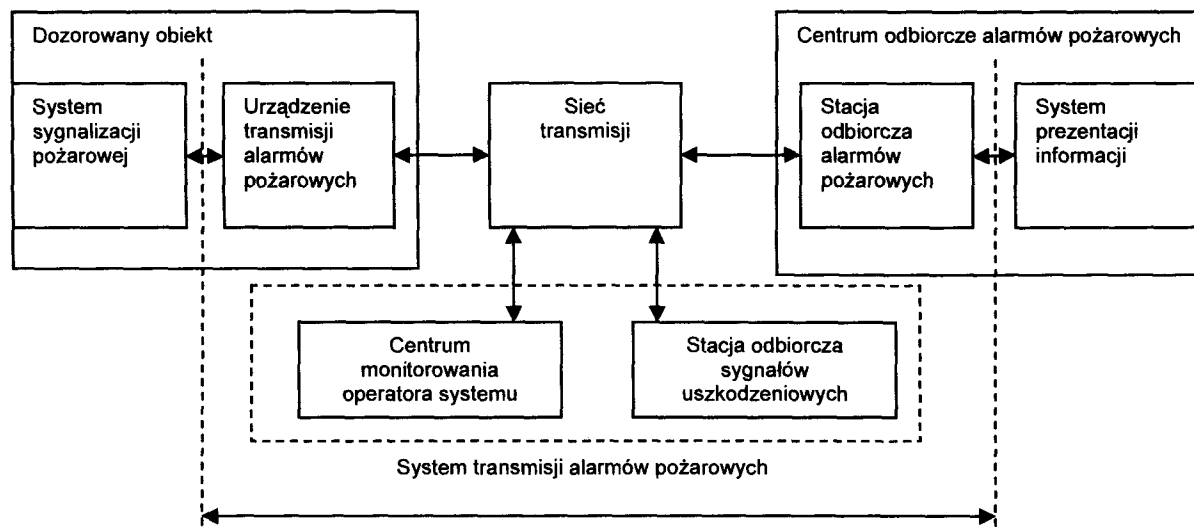 Dozorowany obiekt
System
sygnalizacji
pożarowej
Urządzenie
transmisji
alarmów
pożarowych
Sieć
transmisji
Centrum odbiorcze alarmów pożarowych
Stacja
odbiorcza
alarmów
pożarowych
System
prezentacji
informacji
Centrum
monitorowania
operatora systemu
Stacja odbiorcza
sygnałów
uszkodzeniowych
System transmisji alarmów pożarowych